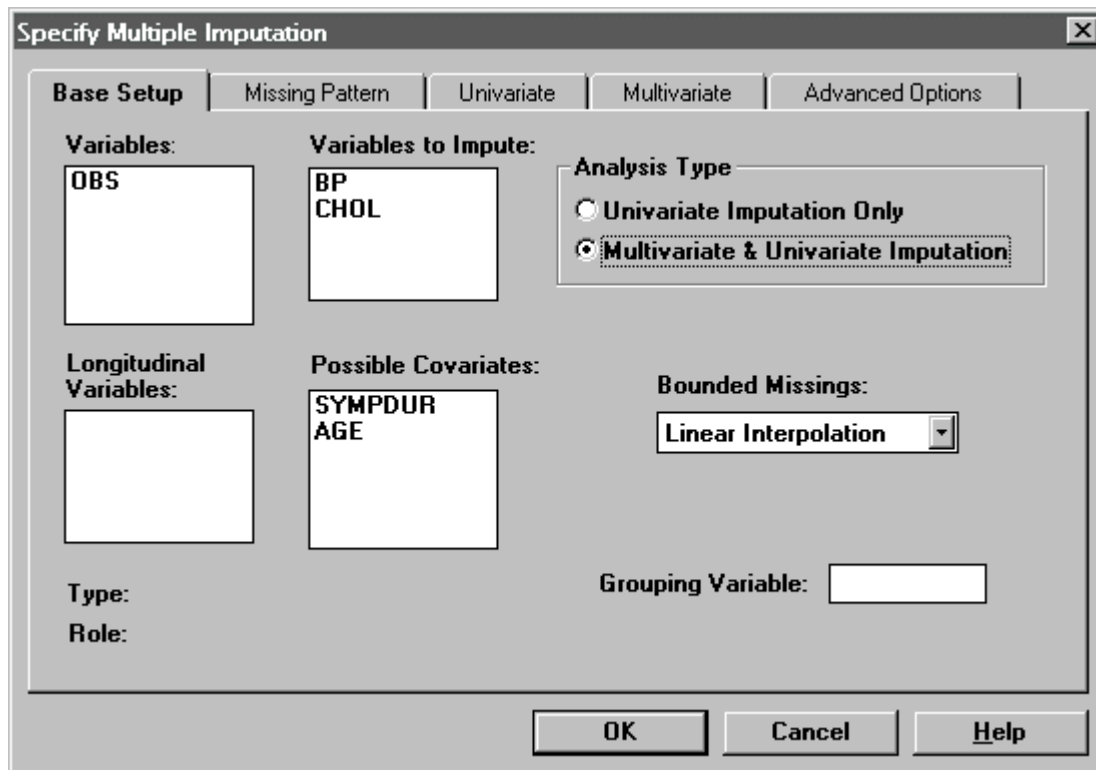 Specify Multiple Imputation
Base Setup
Missing Pattern
Univariate
Multivariate
Advanced Options
Variables:
OBS
Variables to Impute:
BP
CHOL
Analysis Type
Univariate Imputation Only
Multivariate & Univariate Imputation
Longitudinal
Variables:
Possible Covariates:
SYMPDUR
AGE
Bounded Missings:
Linear Interpolation
Type:
Role:
Grouping Variable:
OK
Cancel
Help